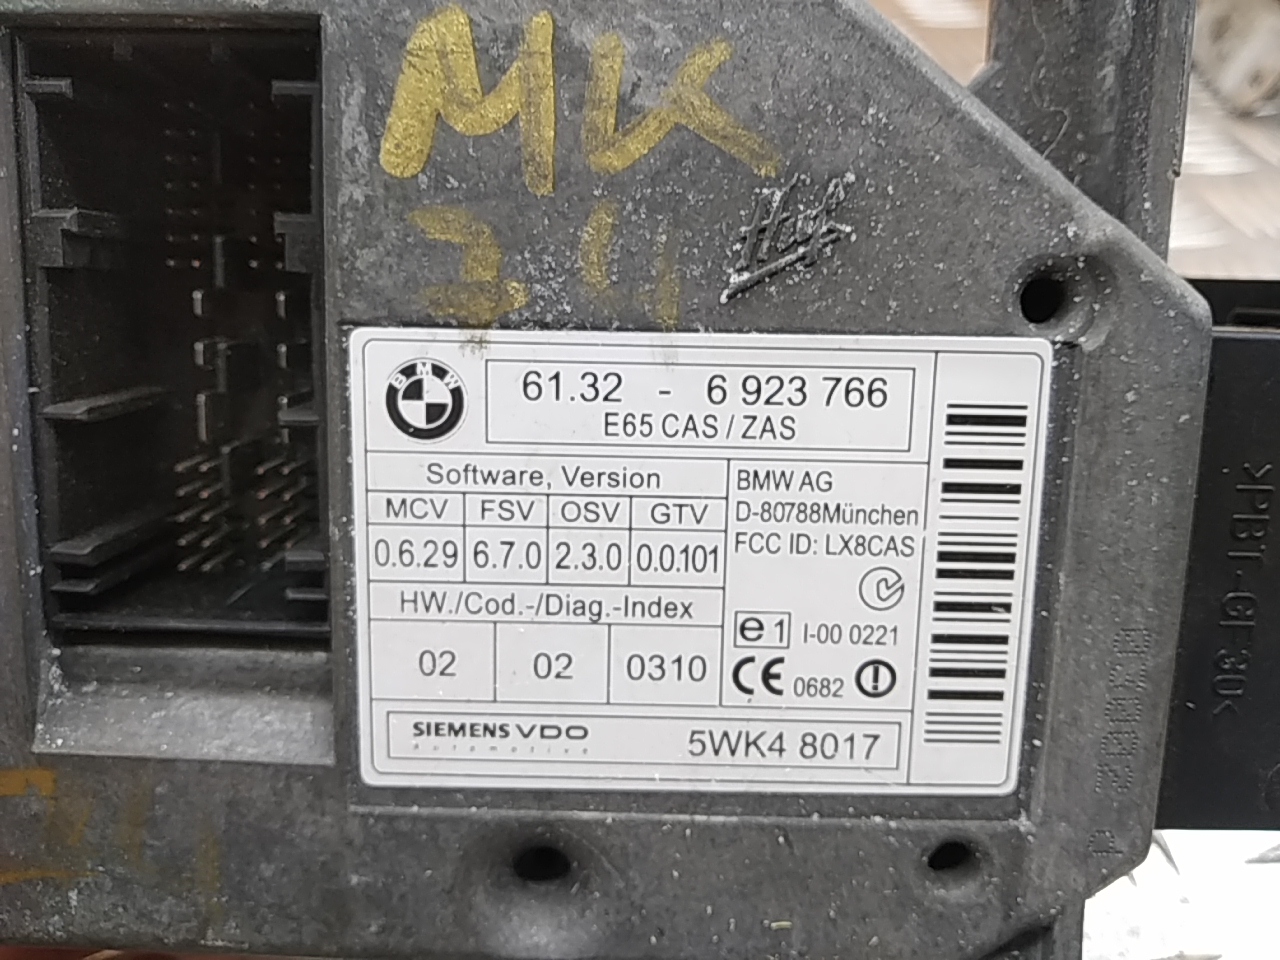 MK
BMW
61.32 - 6 923 766
E65 CAS / ZAS
Software, Version
MCV FSV OSV GTV
0.6.29 6.7.0 2.3.0 0.0.101
HW./Cod.-/Diag.-Index
02 02 0310
BMW AG
D-80788München
FCC ID: LX8CAS
e1 I-00 0221
CE 0682
SIEMENS VDO
Automotive
5WK4 8017
>PBT-GF30<